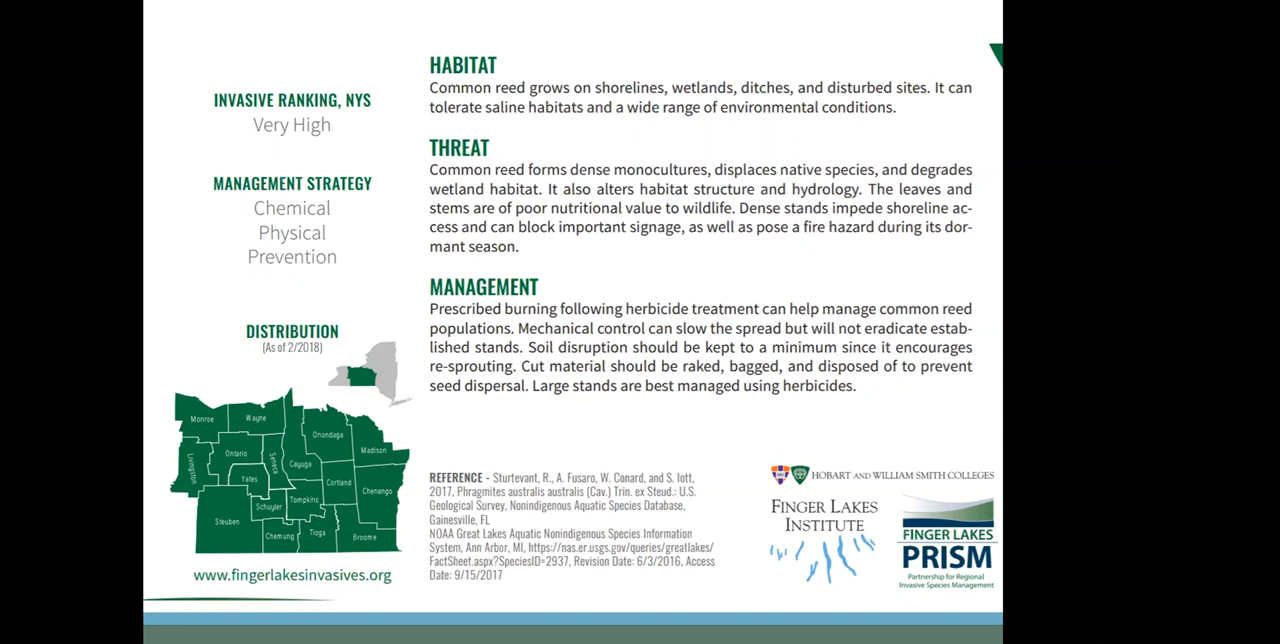 INVASIVE RANKING, NYS
Very High
MANAGEMENT STRATEGY
Chemical
Physical
Prevention
DISTRIBUTION
(As of 2/2018)
Monroe
Wayne
Onondaga
Madison
Livingston
Ontario
Seneca
Cayuga
Yates
Cortland
Chenango
Tompkins
Schuyler
Steuben
Chemung
Tioga
Broome
www.fingerlakesinvasives.org
HABITAT
Common reed grows on shorelines, wetlands, ditches, and disturbed sites. It can
tolerate saline habitats and a wide range of environmental conditions.
THREAT
Common reed forms dense monocultures, displaces native species, and degrades
wetland habitat. It also alters habitat structure and hydrology. The leaves and
stems are of poor nutritional value to wildlife. Dense stands impede shoreline ac-
cess and can block important signage, as well as pose a fire hazard during its dor-
mant season.
MANAGEMENT
Prescribed burning following herbicide treatment can help manage common reed
populations. Mechanical control can slow the spread but will not eradicate estab-
lished stands. Soil disruption should be kept to a minimum since it encourages
re-sprouting. Cut material should be raked, bagged, and disposed of to prevent
seed dispersal. Large stands are best managed using herbicides.
REFERENCE - Sturtevant, R., A. Fusaro, W. Conard, and S. Iott,
2017, Phragmites australis australis (Cav.) Trin. ex Steud.: U.S.
Geological Survey, Nonindigenous Aquatic Species Database,
Gainesville, FL
NOAA Great Lakes Aquatic Nonindigenous Species Information
System, Ann Arbor, MI, https://nas.er.usgs.gov/queries/greatlakes/
FactSheet.aspx?SpeciesID=2937, Revision Date: 6/3/2016, Access
Date: 9/15/2017
HOBART AND WILLIAM SMITH COLLEGES
FINGER LAKES
INSTITUTE
FINGER LAKES
PRISM
Partnership for Regional
Invasive Species Management